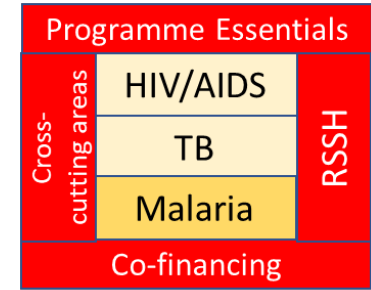 Programme Essentials
Cross-
cutting areas
HIV/AIDS
TB
Malaria
RSSH
Co-financing